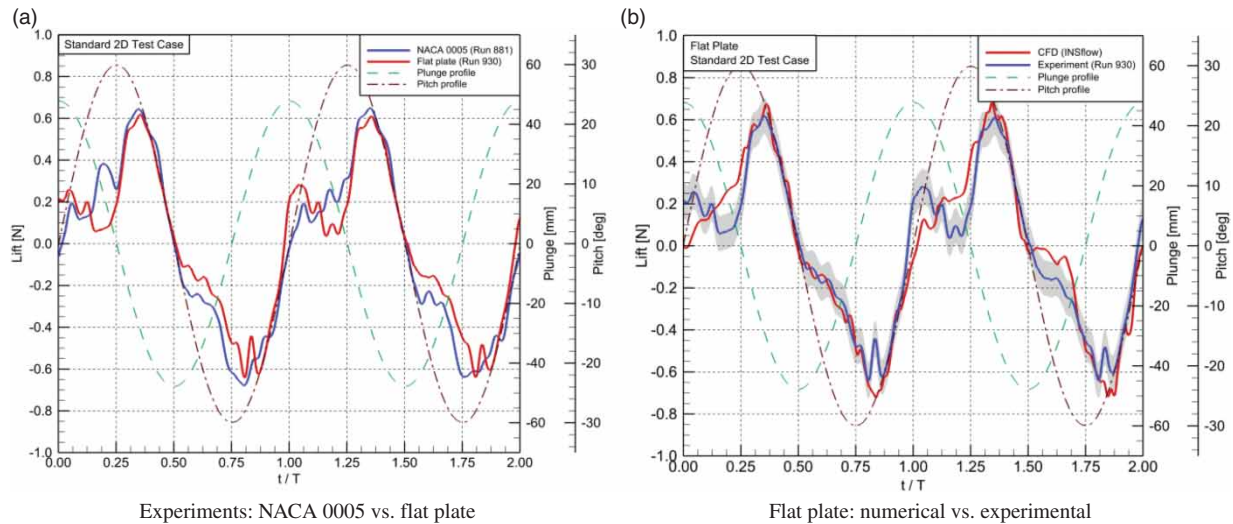 (a)
Standard 2D Test Case
NACA 0005 (Run 881)
Flat plate (Run 930)
Plunge profile
Pitch profile
1.0
0.8
0.6
0.4
0.2
0.0
-0.2
-0.4
-0.6
-0.8
-1.0
Lift [N]
0.00 0.25 0.50 0.75 1.00 1.25 1.50 1.75 2.00
t / T
60
40
20
0
-20
-40
-60
Plunge [mm]
30
20
10
0
-10
-20
-30
Pitch [deg]
Experiments: NACA 0005 vs. flat plate
(b)
Flat Plate
Standard 2D Test Case
CFD (INSflow)
Experiment (Run 930)
Plunge profile
Pitch profile
1.0
0.8
0.6
0.4
0.2
0.0
-0.2
-0.4
-0.6
-0.8
-1.0
Lift [N]
0.00 0.25 0.50 0.75 1.00 1.25 1.50 1.75 2.00
t / T
60
40
20
0
-20
-40
-60
Plunge [mm]
30
20
10
0
-10
-20
-30
Pitch [deg]
Flat plate: numerical vs. experimental